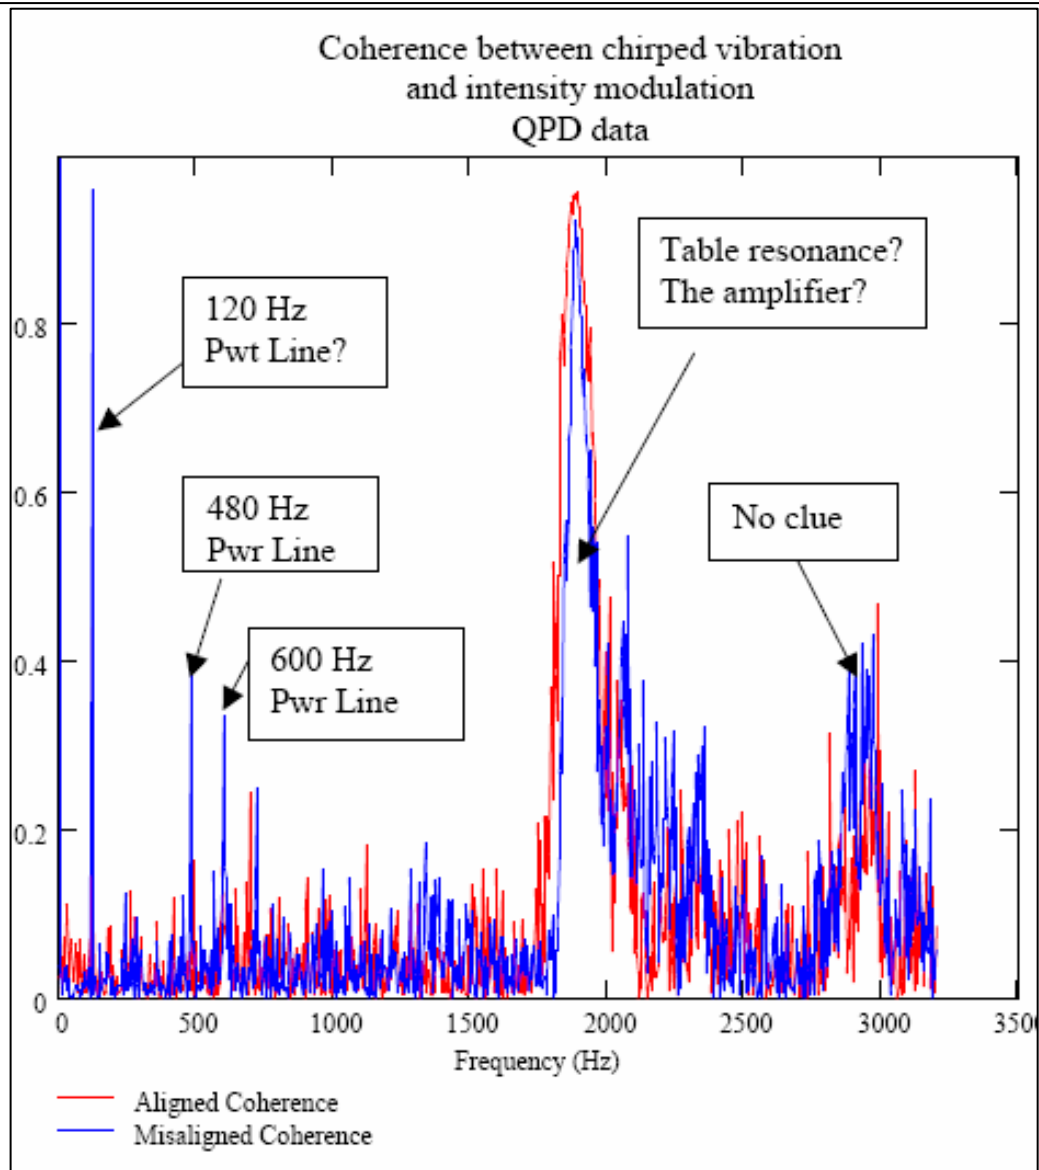 Coherence between chirped vibration
and intensity modulation
QPD data
120 Hz
Pwt Line?
480 Hz
Pwr Line
600 Hz
Pwr Line
Table resonance?
The amplifier?
No clue
0.8
0.6
0.4
0.2
0
0 500 1000 1500 2000 2500 3000 3500
Frequency (Hz)
Aligned Coherence
Misaligned Coherence